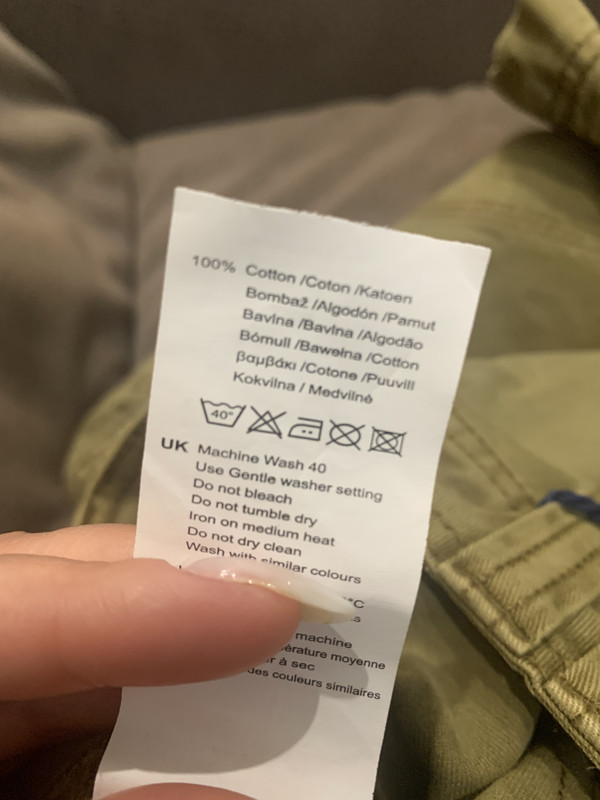 100% Cotton /Coton /Katoen
Bombaž /Algodón /Pamut
Bavlna /Bavlna /Algodão
Bómull /Bawełna /Cotton
βαμβάκι /Cotone /Puuvill
Kokvilna / Medvilné
40°
UK Machine Wash 40
Use Gentle washer setting
Do not bleach
Do not tumble dry
Iron on medium heat
Do not dry clean
Wash with similar colours
°C
machine
moyenne
à sec
des couleurs similaires